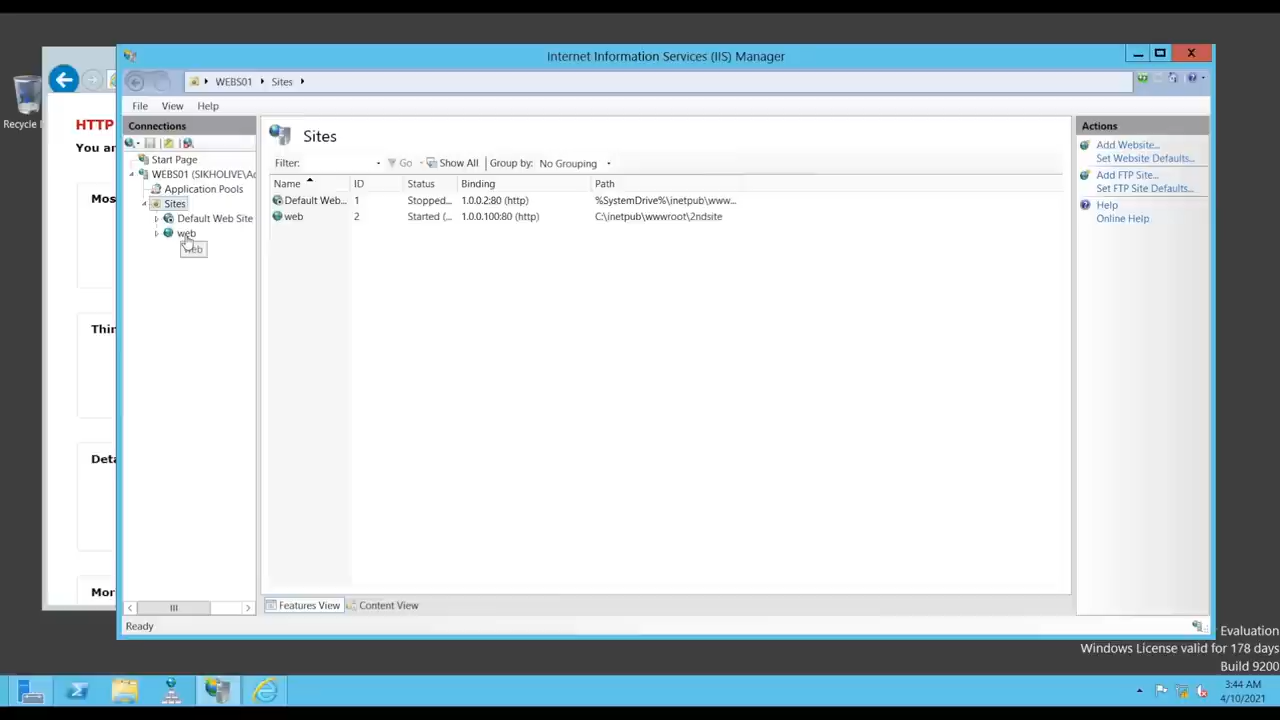 Internet Information Services (IIS) Manager
WEBS01 Sites
File View Help
Connections
Start Page
WEBS01 (SIKHOLIVE\Ac
Application Pools
Sites
Default Web Site
web
web
Sites
Filter: Go Show All Group by: No Grouping
Name ID Status Binding Path
Default Web... 1 Stopped... 1.0.0.2:80 (http) %SystemDrive%\inetpub\www...
web 2 Started (... 1.0.0.100:80 (http) C:\inetpub\wwwroot\2ndsite
Features View Content View
Ready
Actions
Add Website...
Set Website Defaults...
Add FTP Site...
Set FTP Site Defaults...
Help
Online Help
Recycle
HTTP
You ar
Mos
Thin
Deta
Mor
Evaluation
Windows License valid for 178 days
Build 9200
3:44 AM
4/10/2021